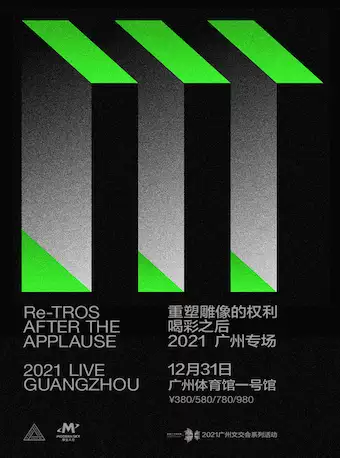 Re-TROS
AFTER THE
APPLAUSE
2021 LIVE
GUANGZHOU
重塑雕像的权利
喝彩之后
2021 广州专场
12月31日
广州体育馆一号馆
¥380/580/780/980
MODERNSKY
2021广州文交会系列活动